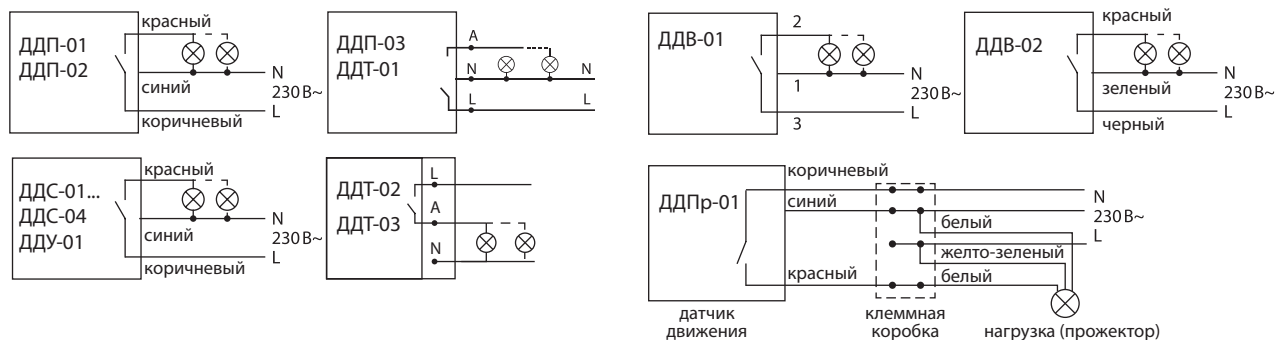 красный
ДДП-01
ДДП-02
синий
коричневый
N
230 В~
L
ДДП-03
ДДТ-01
A
N
N
L
L
ДДВ-01
2
1
3
N
230 В~
L
ДДВ-02
красный
зеленый
черный
N
230 В~
L
красный
ДДС-01...
ДДС-04
ДДУ-01
синий
коричневый
N
230 В~
L
ДДТ-02
ДДТ-03
L
A
N
коричневый
ДДПр-01
синий
белый
желто-зеленый
красный
белый
N
230 В~
L
датчик
движения
клеммная
коробка
нагрузка (прожектор)